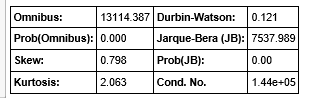 Omnibus: 13114.387 Durbin-Watson: 0.121
Prob(Omnibus): 0.000 Jarque-Bera (JB): 7537.989
Skew: 0.798 Prob(JB): 0.00
Kurtosis: 2.063 Cond. No. 1.44e+05